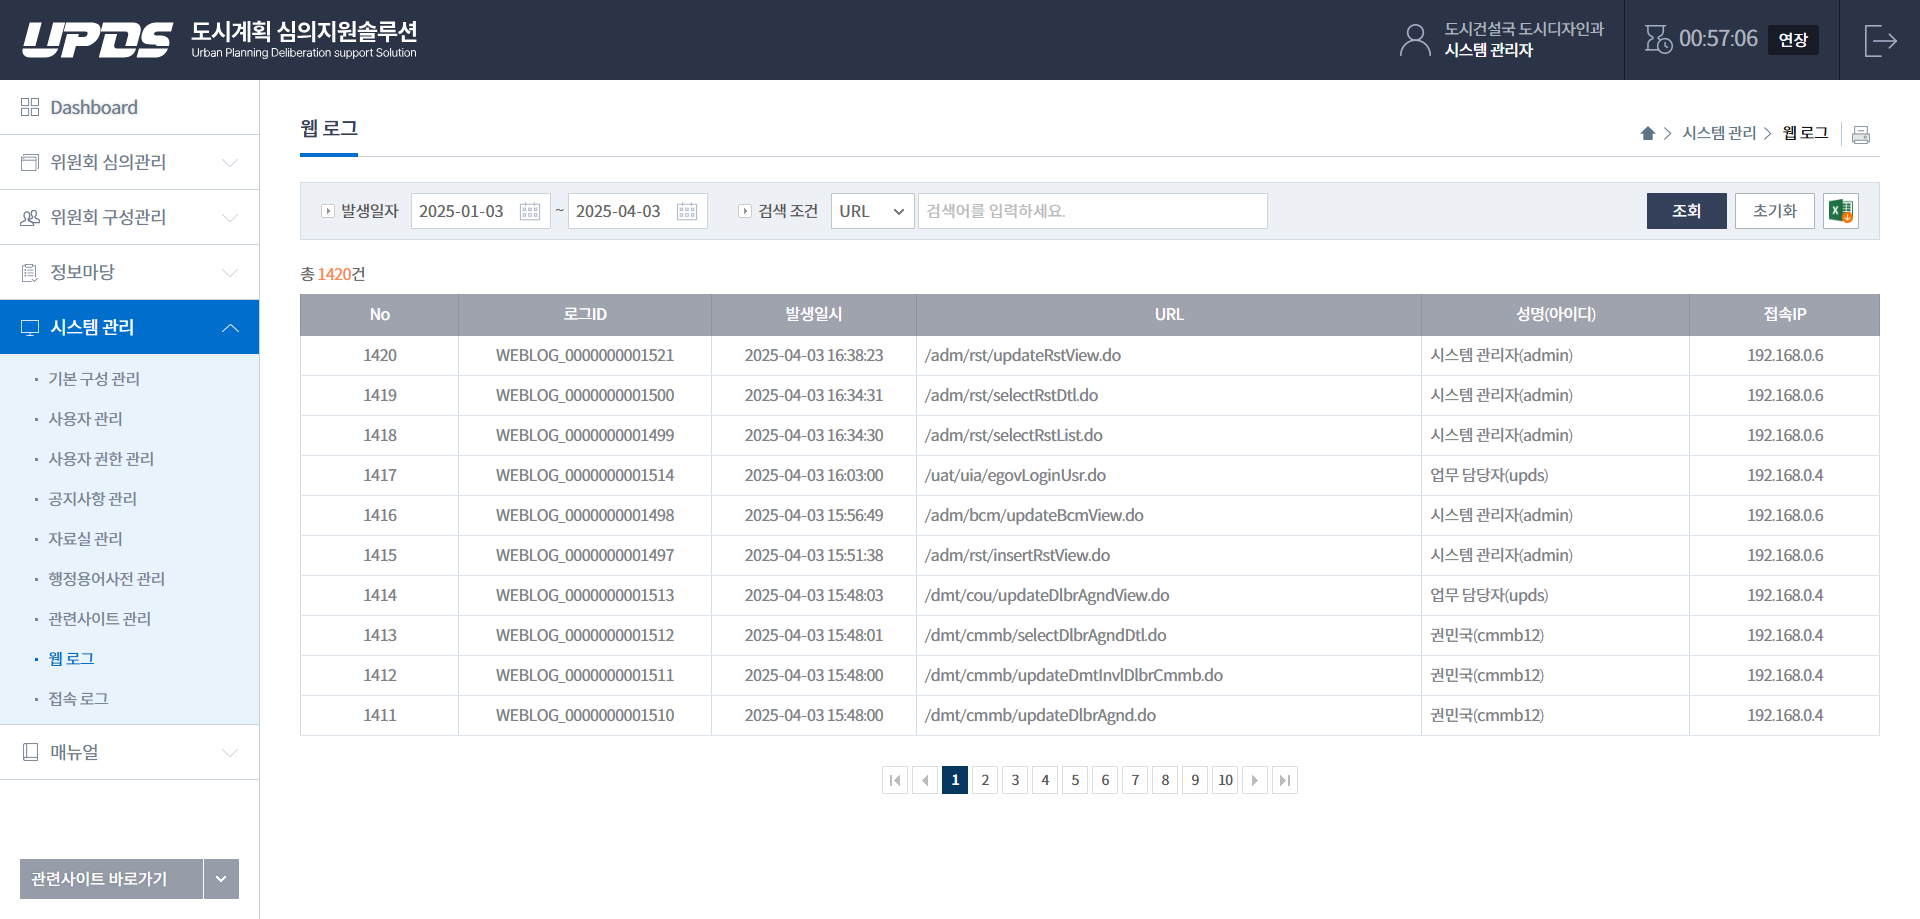 UPDS 도시계획 심의지원솔루션
Urban Planning Deliberation support Solution
도시건설국 도시디자인과
시스템 관리자
00:57:06 연장
Dashboard
위원회 심의관리
위원회 구성관리
정보마당
시스템 관리
기본 구성 관리
사용자 관리
사용자 권한 관리
공지사항 관리
자료실 관리
행정용어사전 관리
관련사이트 관리
웹 로그
접속 로그
매뉴얼
관련사이트 바로가기
웹 로그
시스템 관리 웹 로그
발생일자 2025-01-03 ~ 2025-04-03 검색 조건 URL 검색어를 입력하세요. 조회 초기화
총 1420건
No 로그ID 발생일시 URL 성명(아이디) 접속IP
1420 WEBLOG_0000000001521 2025-04-03 16:38:23 /adm/rst/updateRstView.do 시스템 관리자(admin) 192.168.0.6
1419 WEBLOG_0000000001500 2025-04-03 16:34:31 /adm/rst/selectRstDtl.do 시스템 관리자(admin) 192.168.0.6
1418 WEBLOG_0000000001499 2025-04-03 16:34:30 /adm/rst/selectRstList.do 시스템 관리자(admin) 192.168.0.6
1417 WEBLOG_0000000001514 2025-04-03 16:03:00 /uat/uia/egovLoginUsr.do 업무 담당자(upds) 192.168.0.4
1416 WEBLOG_0000000001498 2025-04-03 15:56:49 /adm/bcm/updateBcmView.do 시스템 관리자(admin) 192.168.0.6
1415 WEBLOG_0000000001497 2025-04-03 15:51:38 /adm/rst/insertRstView.do 시스템 관리자(admin) 192.168.0.6
1414 WEBLOG_0000000001513 2025-04-03 15:48:03 /dmt/cou/updateDlbrAgndView.do 업무 담당자(upds) 192.168.0.4
1413 WEBLOG_0000000001512 2025-04-03 15:48:01 /dmt/cmmb/selectDlbrAgndDtl.do 권민국(cmmb12) 192.168.0.4
1412 WEBLOG_0000000001511 2025-04-03 15:48:00 /dmt/cmmb/updateDmtInvlDlbrCmmb.do 권민국(cmmb12) 192.168.0.4
1411 WEBLOG_0000000001510 2025-04-03 15:48:00 /dmt/cmmb/updateDlbrAgnd.do 권민국(cmmb12) 192.168.0.4
1 2 3 4 5 6 7 8 9 10